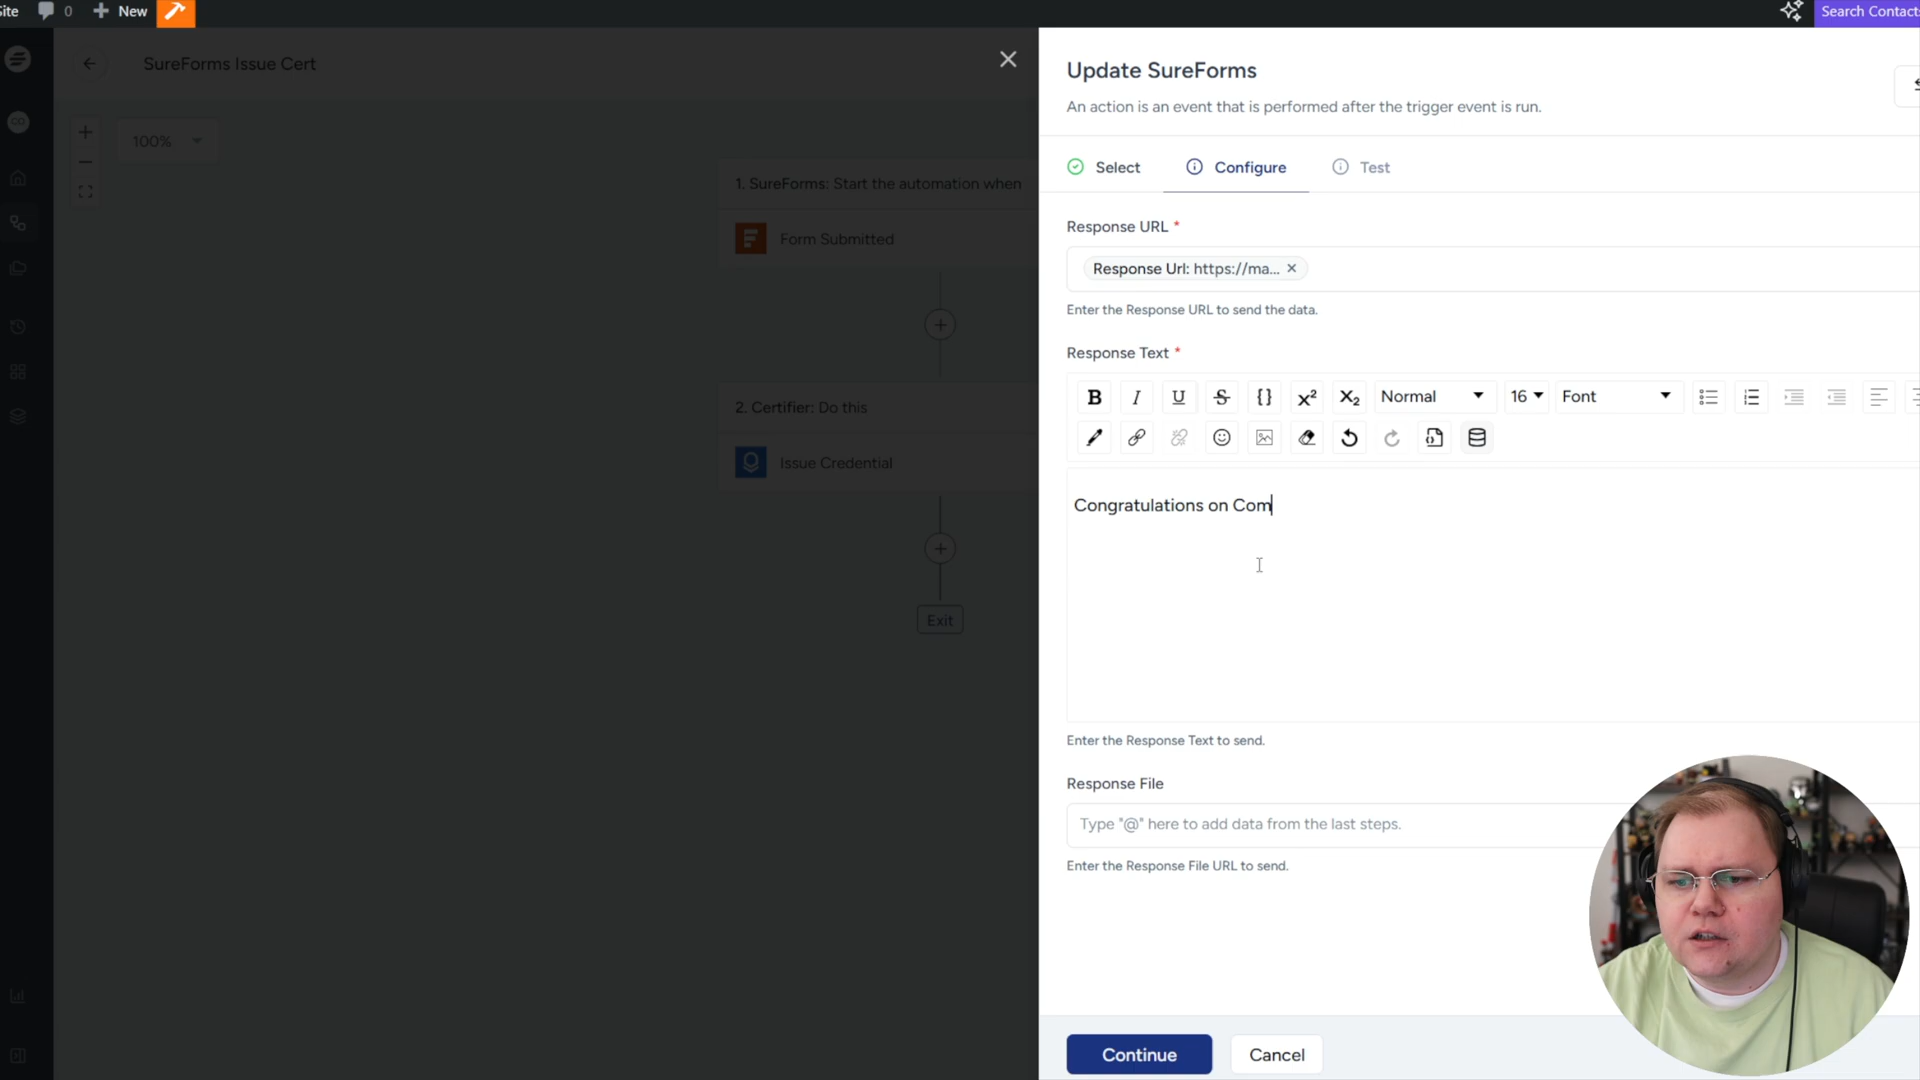 ite
0
New
Search Contact
SureForms Issue Cert
100%
1. SureForms: Start the automation when
Form Submitted
2. Certifier: Do this
Issue Credential
Exit
Update SureForms
An action is an event that is performed after the trigger event is run.
Select
Configure
Test
Response URL *
Response Url: https://ma...
Enter the Response URL to send the data.
Response Text *
B I U S {} x² X₂ Normal 16 Font
Congratulations on Com
Enter the Response Text to send.
Response File
Type "@" here to add data from the last steps.
Enter the Response File URL to send.
Continue
Cancel